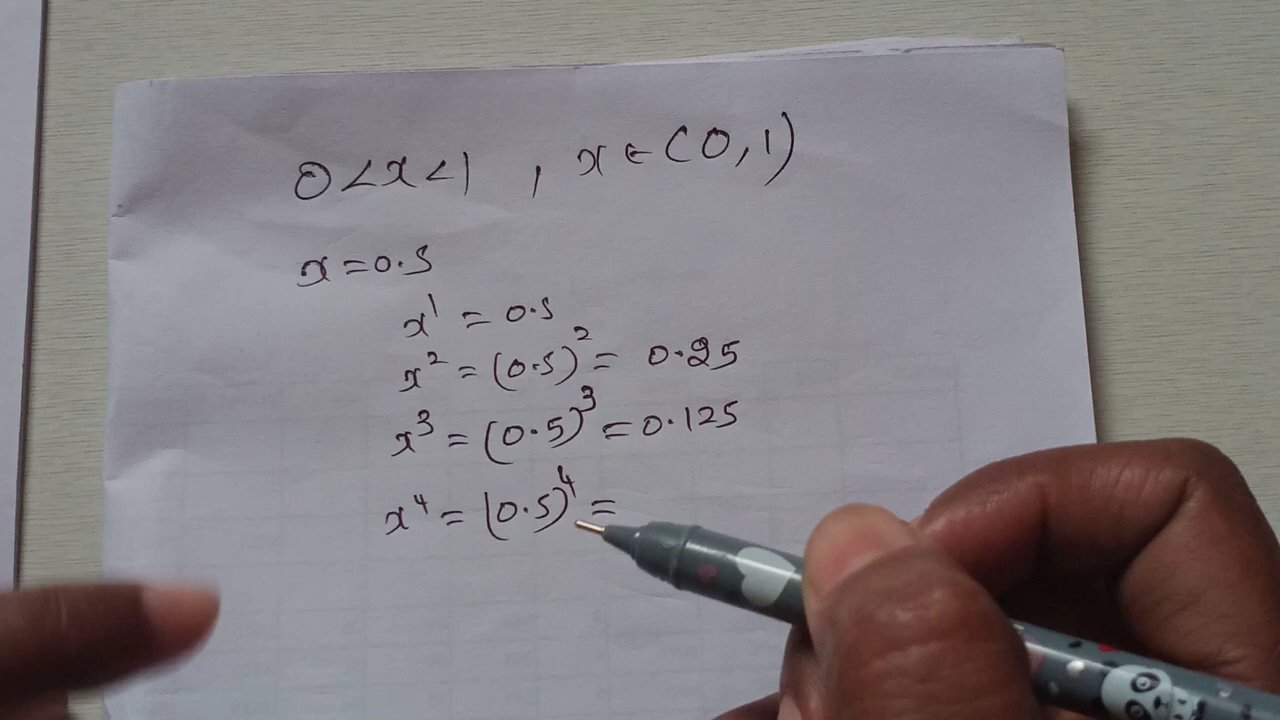 0<x<1 , x∈(0,1)
x=0.5
x¹ = 0.5
x² = (0.5)² = 0.25
x³ = (0.5)³ = 0.125
x⁴ = (0.5)⁴ =